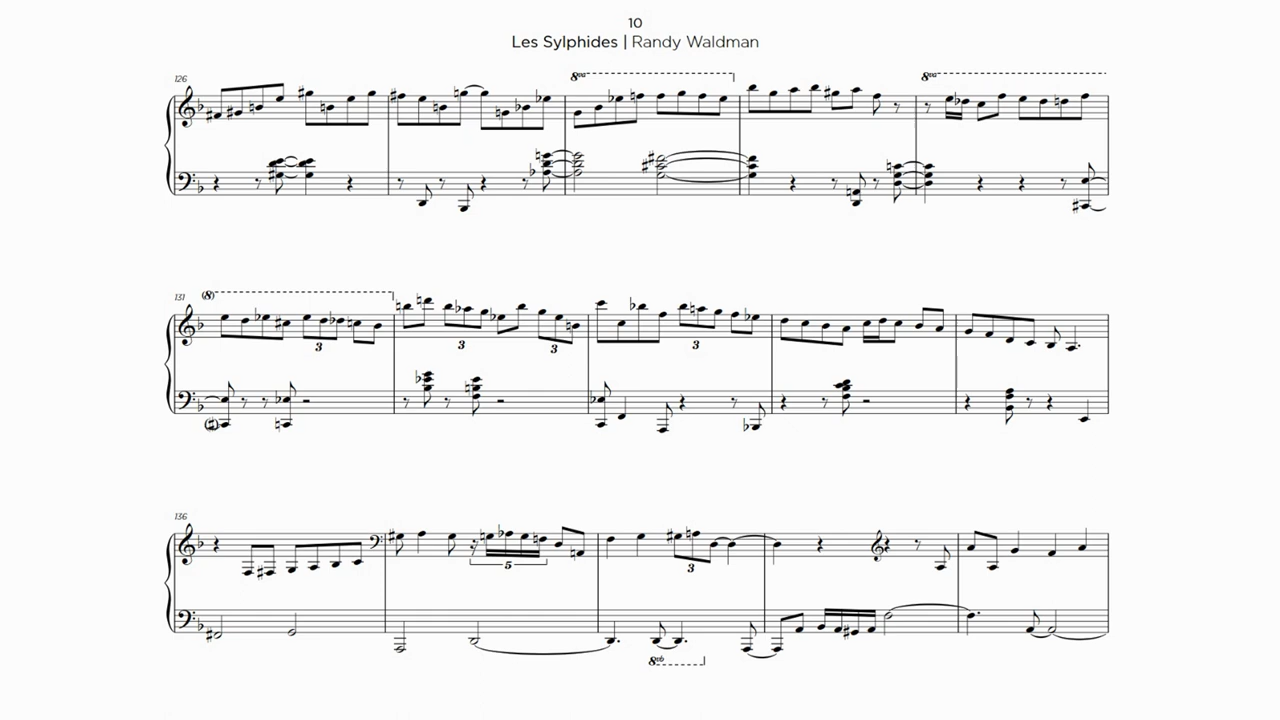 10
Les Sylphides | Randy Waldman
126
8va
8va
131
(8)
3
3
3
3
136
5
3
8vb